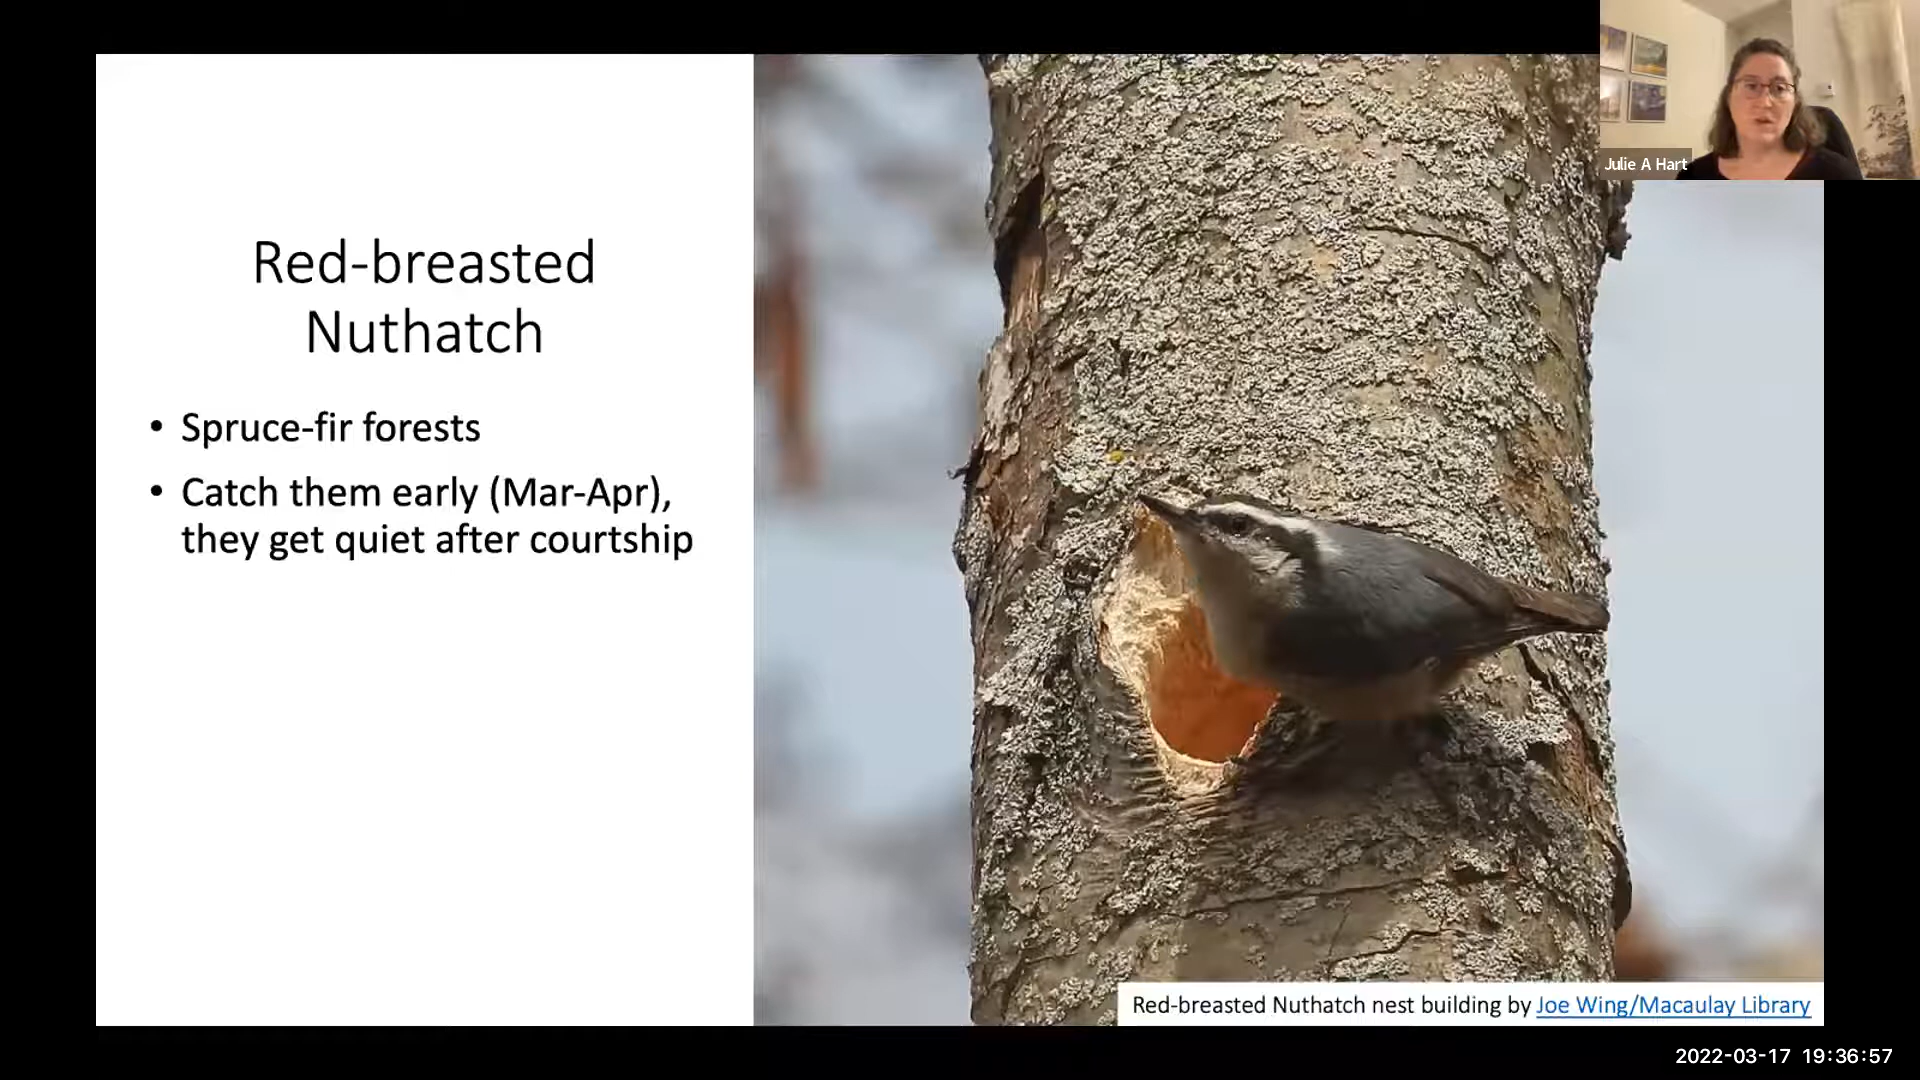 Julie A Hart
Red-breasted
Nuthatch
• Spruce-fir forests
• Catch them early (Mar-Apr),
they get quiet after courtship
Red-breasted Nuthatch nest building by Joe Wing/Macaulay Library
2022-03-17 19:36:57